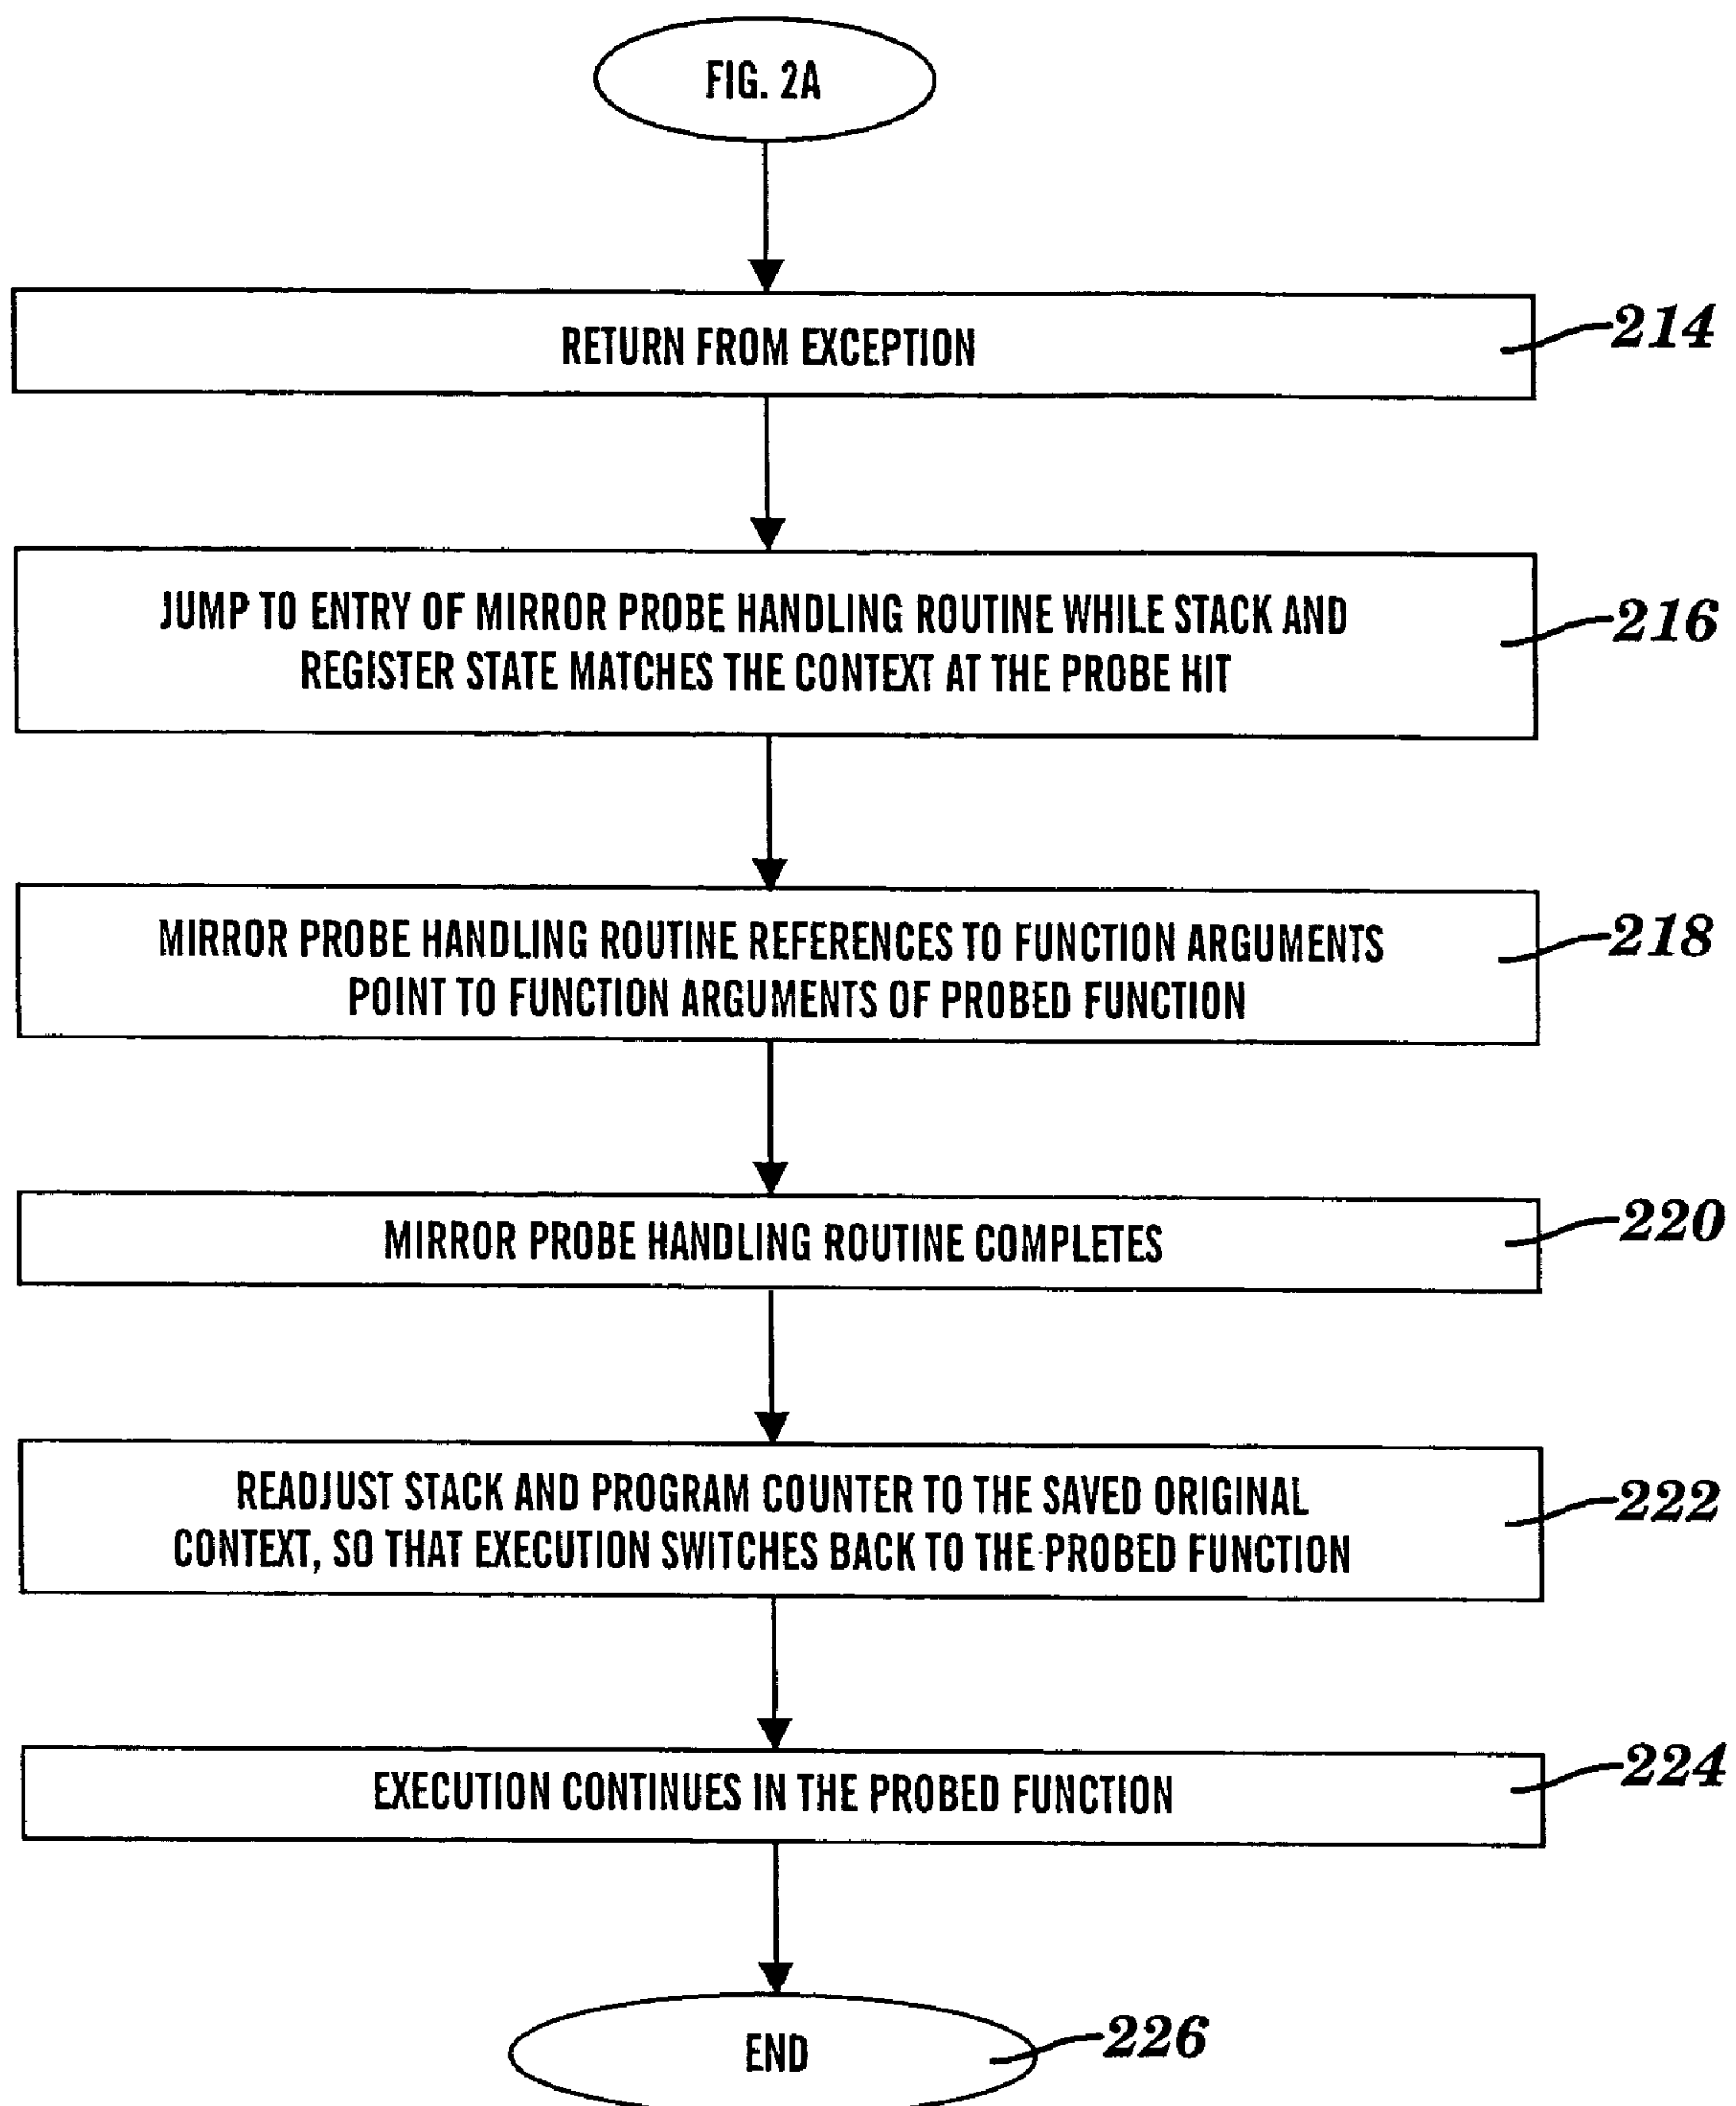 FIG. 2A
RETURN FROM EXCEPTION
214
JUMP TO ENTRY OF MIRROR PROBE HANDLING ROUTINE WHILE STACK AND
REGISTER STATE MATCHES THE CONTEXT AT THE PROBE HIT
216
MIRROR PROBE HANDLING ROUTINE REFERENCES TO FUNCTION ARGUMENTS
POINT TO FUNCTION ARGUMENTS OF PROBED FUNCTION
218
MIRROR PROBE HANDLING ROUTINE COMPLETES
220
READJUST STACK AND PROGRAM COUNTER TO THE SAVED ORIGINAL
CONTEXT, SO THAT EXECUTION SWITCHES BACK TO THE PROBED FUNCTION
222
EXECUTION CONTINUES IN THE PROBED FUNCTION
224
END
226